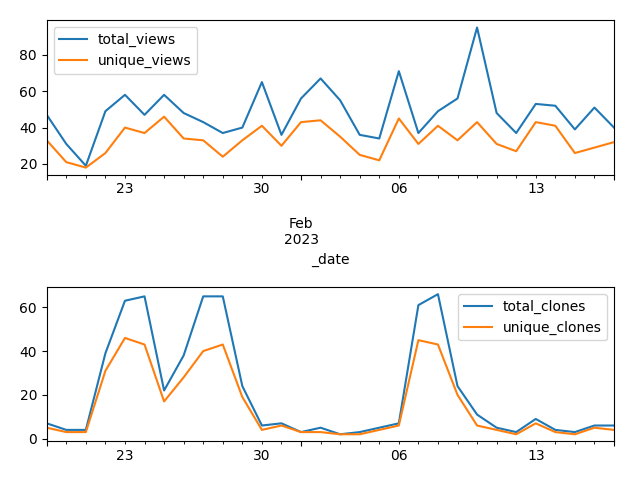 total_views
unique_views
80
60
40
20
23 30 06 13
Feb
2023
_date
total_clones
unique_clones
60
40
20
0
23 30 06 13